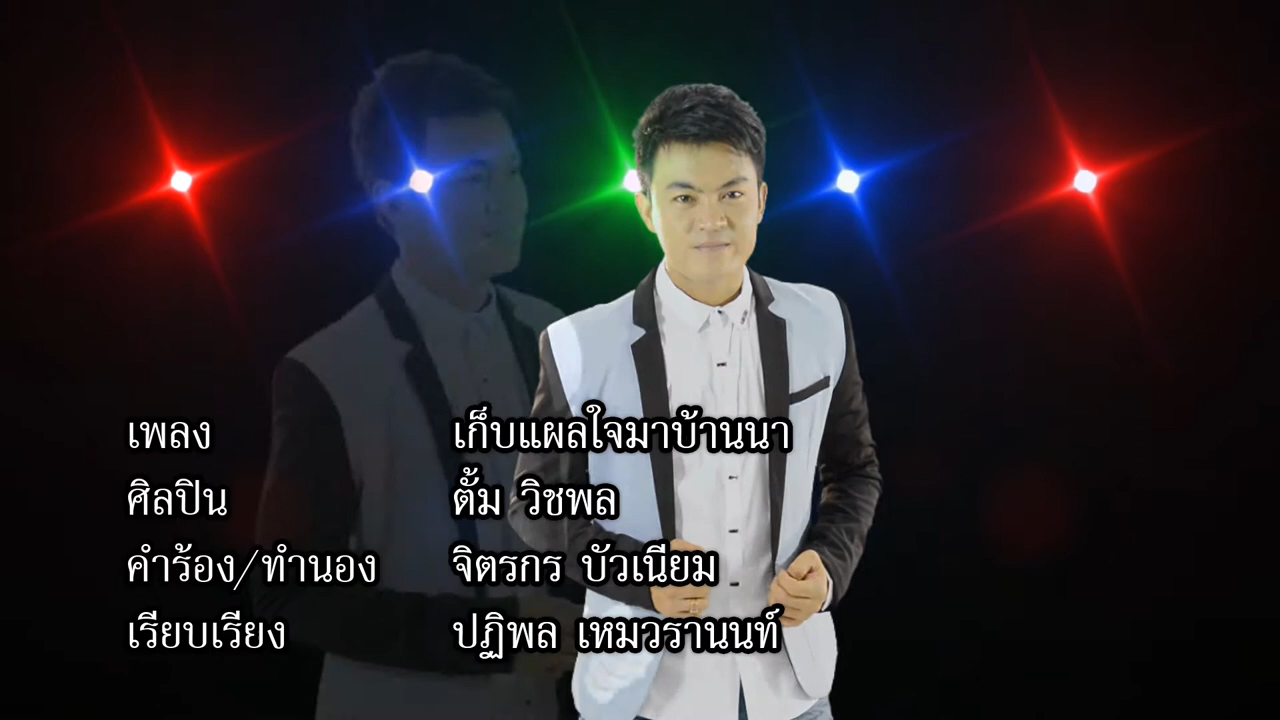 เพลง เก็บแผลใจมาบ้านนา
ศิลปิน ตั้ม วิชพล
คำร้อง/ทำนอง จิตรกร บัวเนียม
เรียบเรียง ปฏิพล เหมวรานนท์